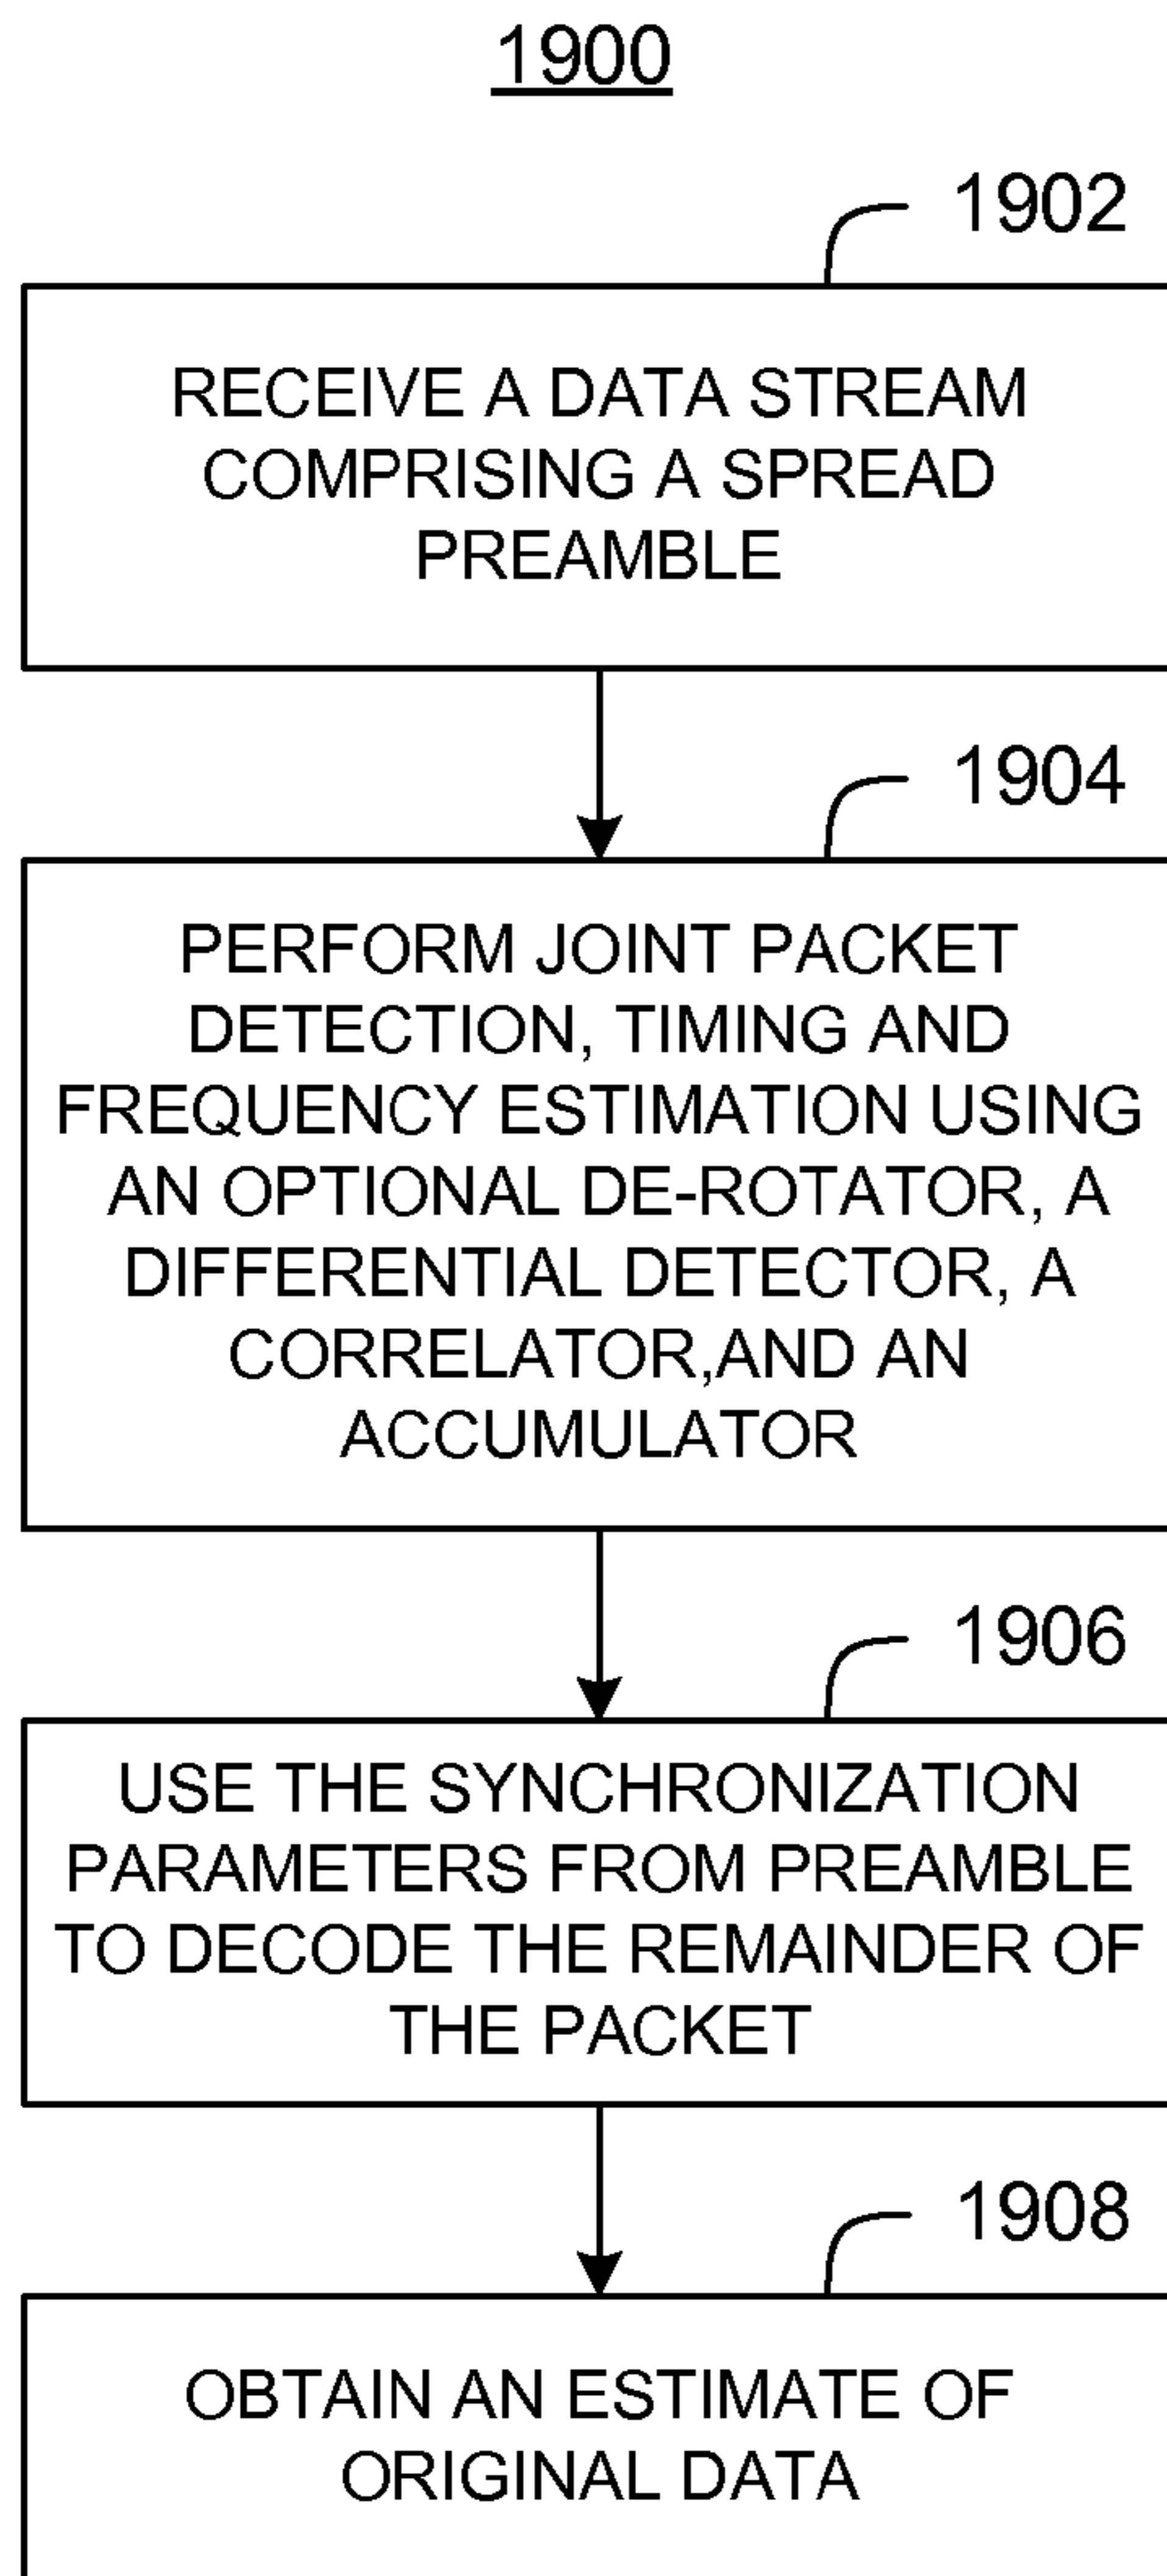 1900
1902
RECEIVE A DATA STREAM
COMPRISING A SPREAD
PREAMBLE
1904
PERFORM JOINT PACKET
DETECTION, TIMING AND
FREQUENCY ESTIMATION USING
AN OPTIONAL DE-ROTATOR, A
DIFFERENTIAL DETECTOR, A
CORRELATOR,AND AN
ACCUMULATOR
1906
USE THE SYNCHRONIZATION
PARAMETERS FROM PREAMBLE
TO DECODE THE REMAINDER OF
THE PACKET
1908
OBTAIN AN ESTIMATE OF
ORIGINAL DATA